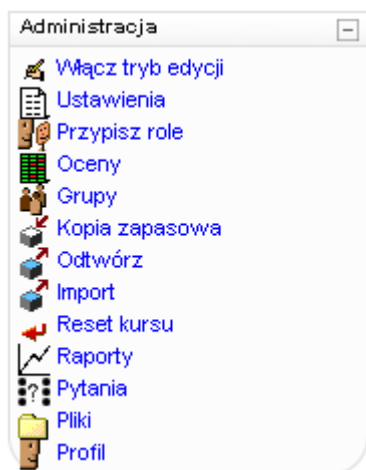 Administracja
Włącz tryb edycji
Ustawienia
Przypisz role
Oceny
Grupy
Kopia zapasowa
Odtwórz
Import
Reset kursu
Raporty
Pytania
Pliki
Profil